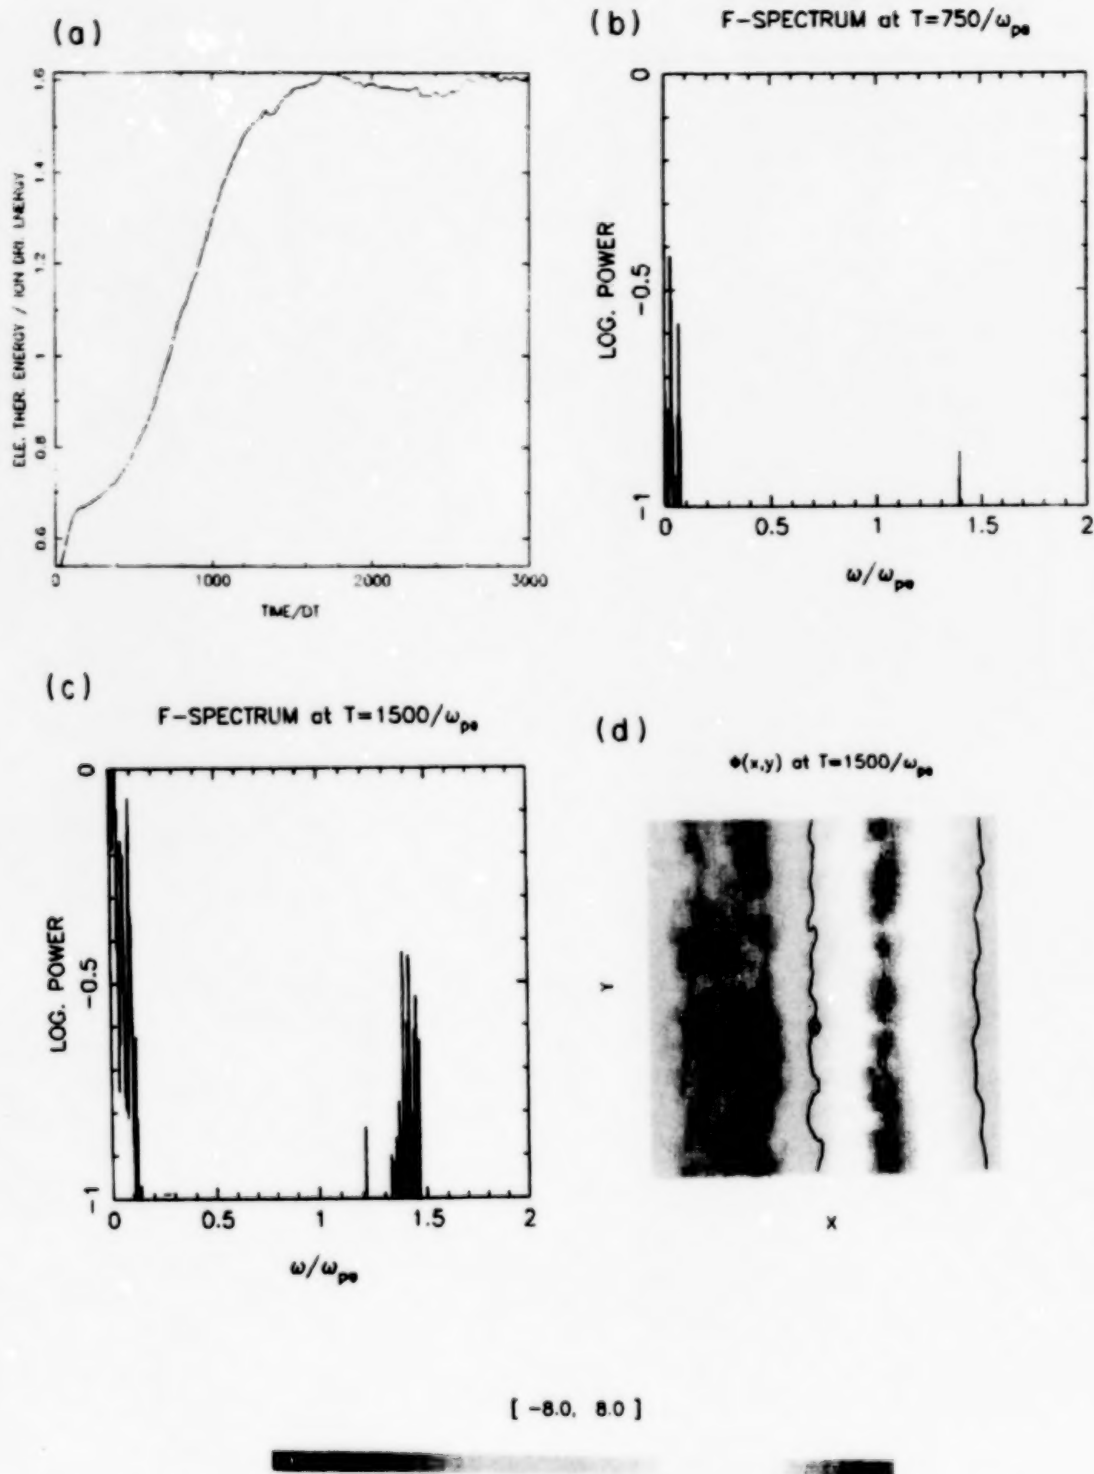 (a)
ELE. THER. ENERGY / ION DRI. ENERGY
1.6
1.4
1.2
1
0.8
0.6
0
1000
2000
3000
TIME/DT
(b)
F-SPECTRUM at T=750/ω_pe
LOG. POWER
0
-0.5
-1
0
0.5
1
1.5
2
ω/ω_pe
(c)
F-SPECTRUM at T=1500/ω_pe
LOG. POWER
0
-0.5
-1
0
0.5
1
1.5
2
ω/ω_pe
(d)
Φ(x,y) at T=1500/ω_pe
Y
X
[ -8.0, 8.0 ]